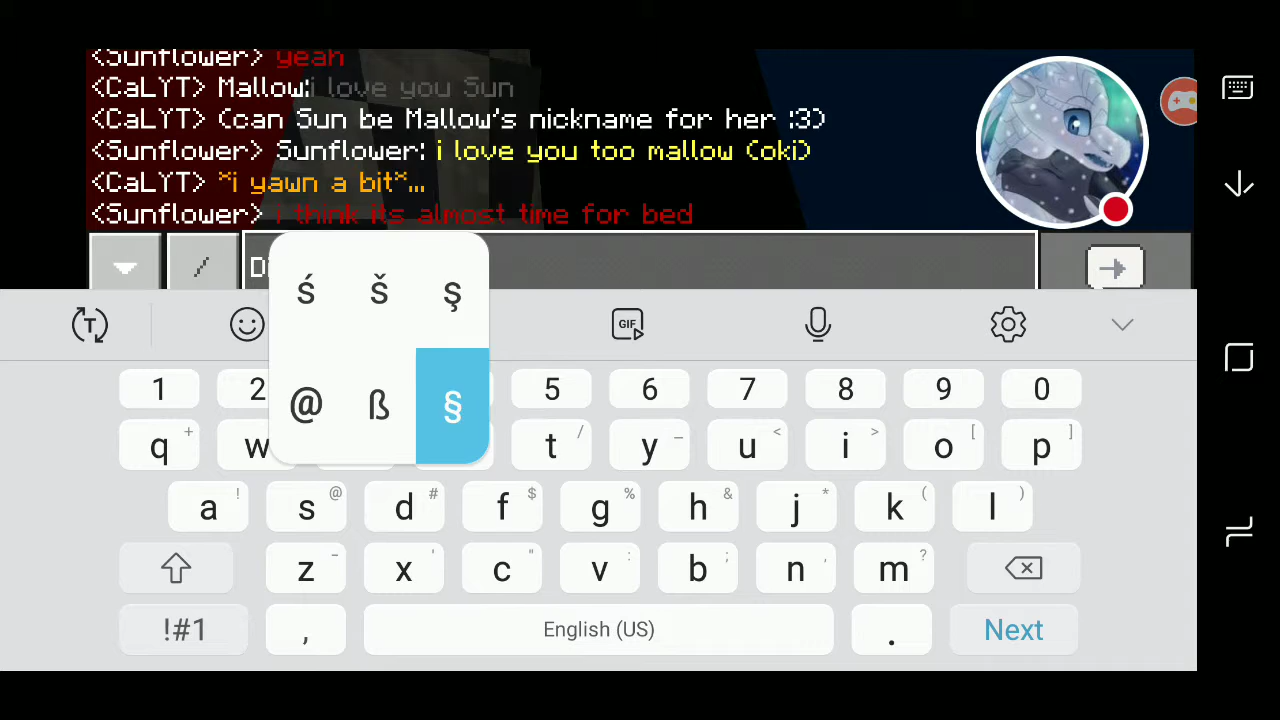 <Sunflower> yeah
<CaLYT> Mallow:i love you Sun
<CaLYT> (can Sun be Mallow's nickname for her :3)
<Sunflower> Sunflower: i love you too mallow (oki)
<CaLYT> *i yawn a bit*...
<Sunflower> i think its almost time for bed
/
ś š ş
@ ß §
T GIF
1 2 5 6 7 8 9 0
q + w t / y _ u < i > o [ p ]
a ! s @ d # f $ g % h & j * k ( l )
z - x ' c " v : b ; n , m ?
!#1 , English (US) . Next